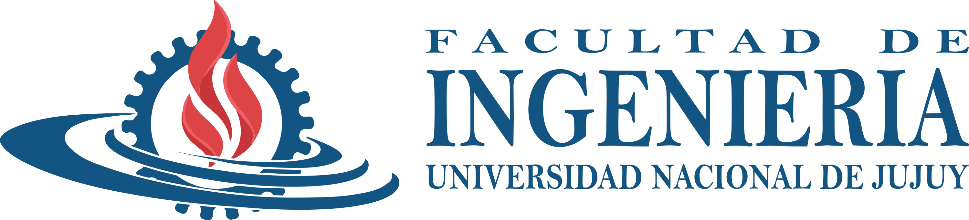 FACULTAD DE
INGENIERIA
UNIVERSIDAD NACIONAL DE JUJUY